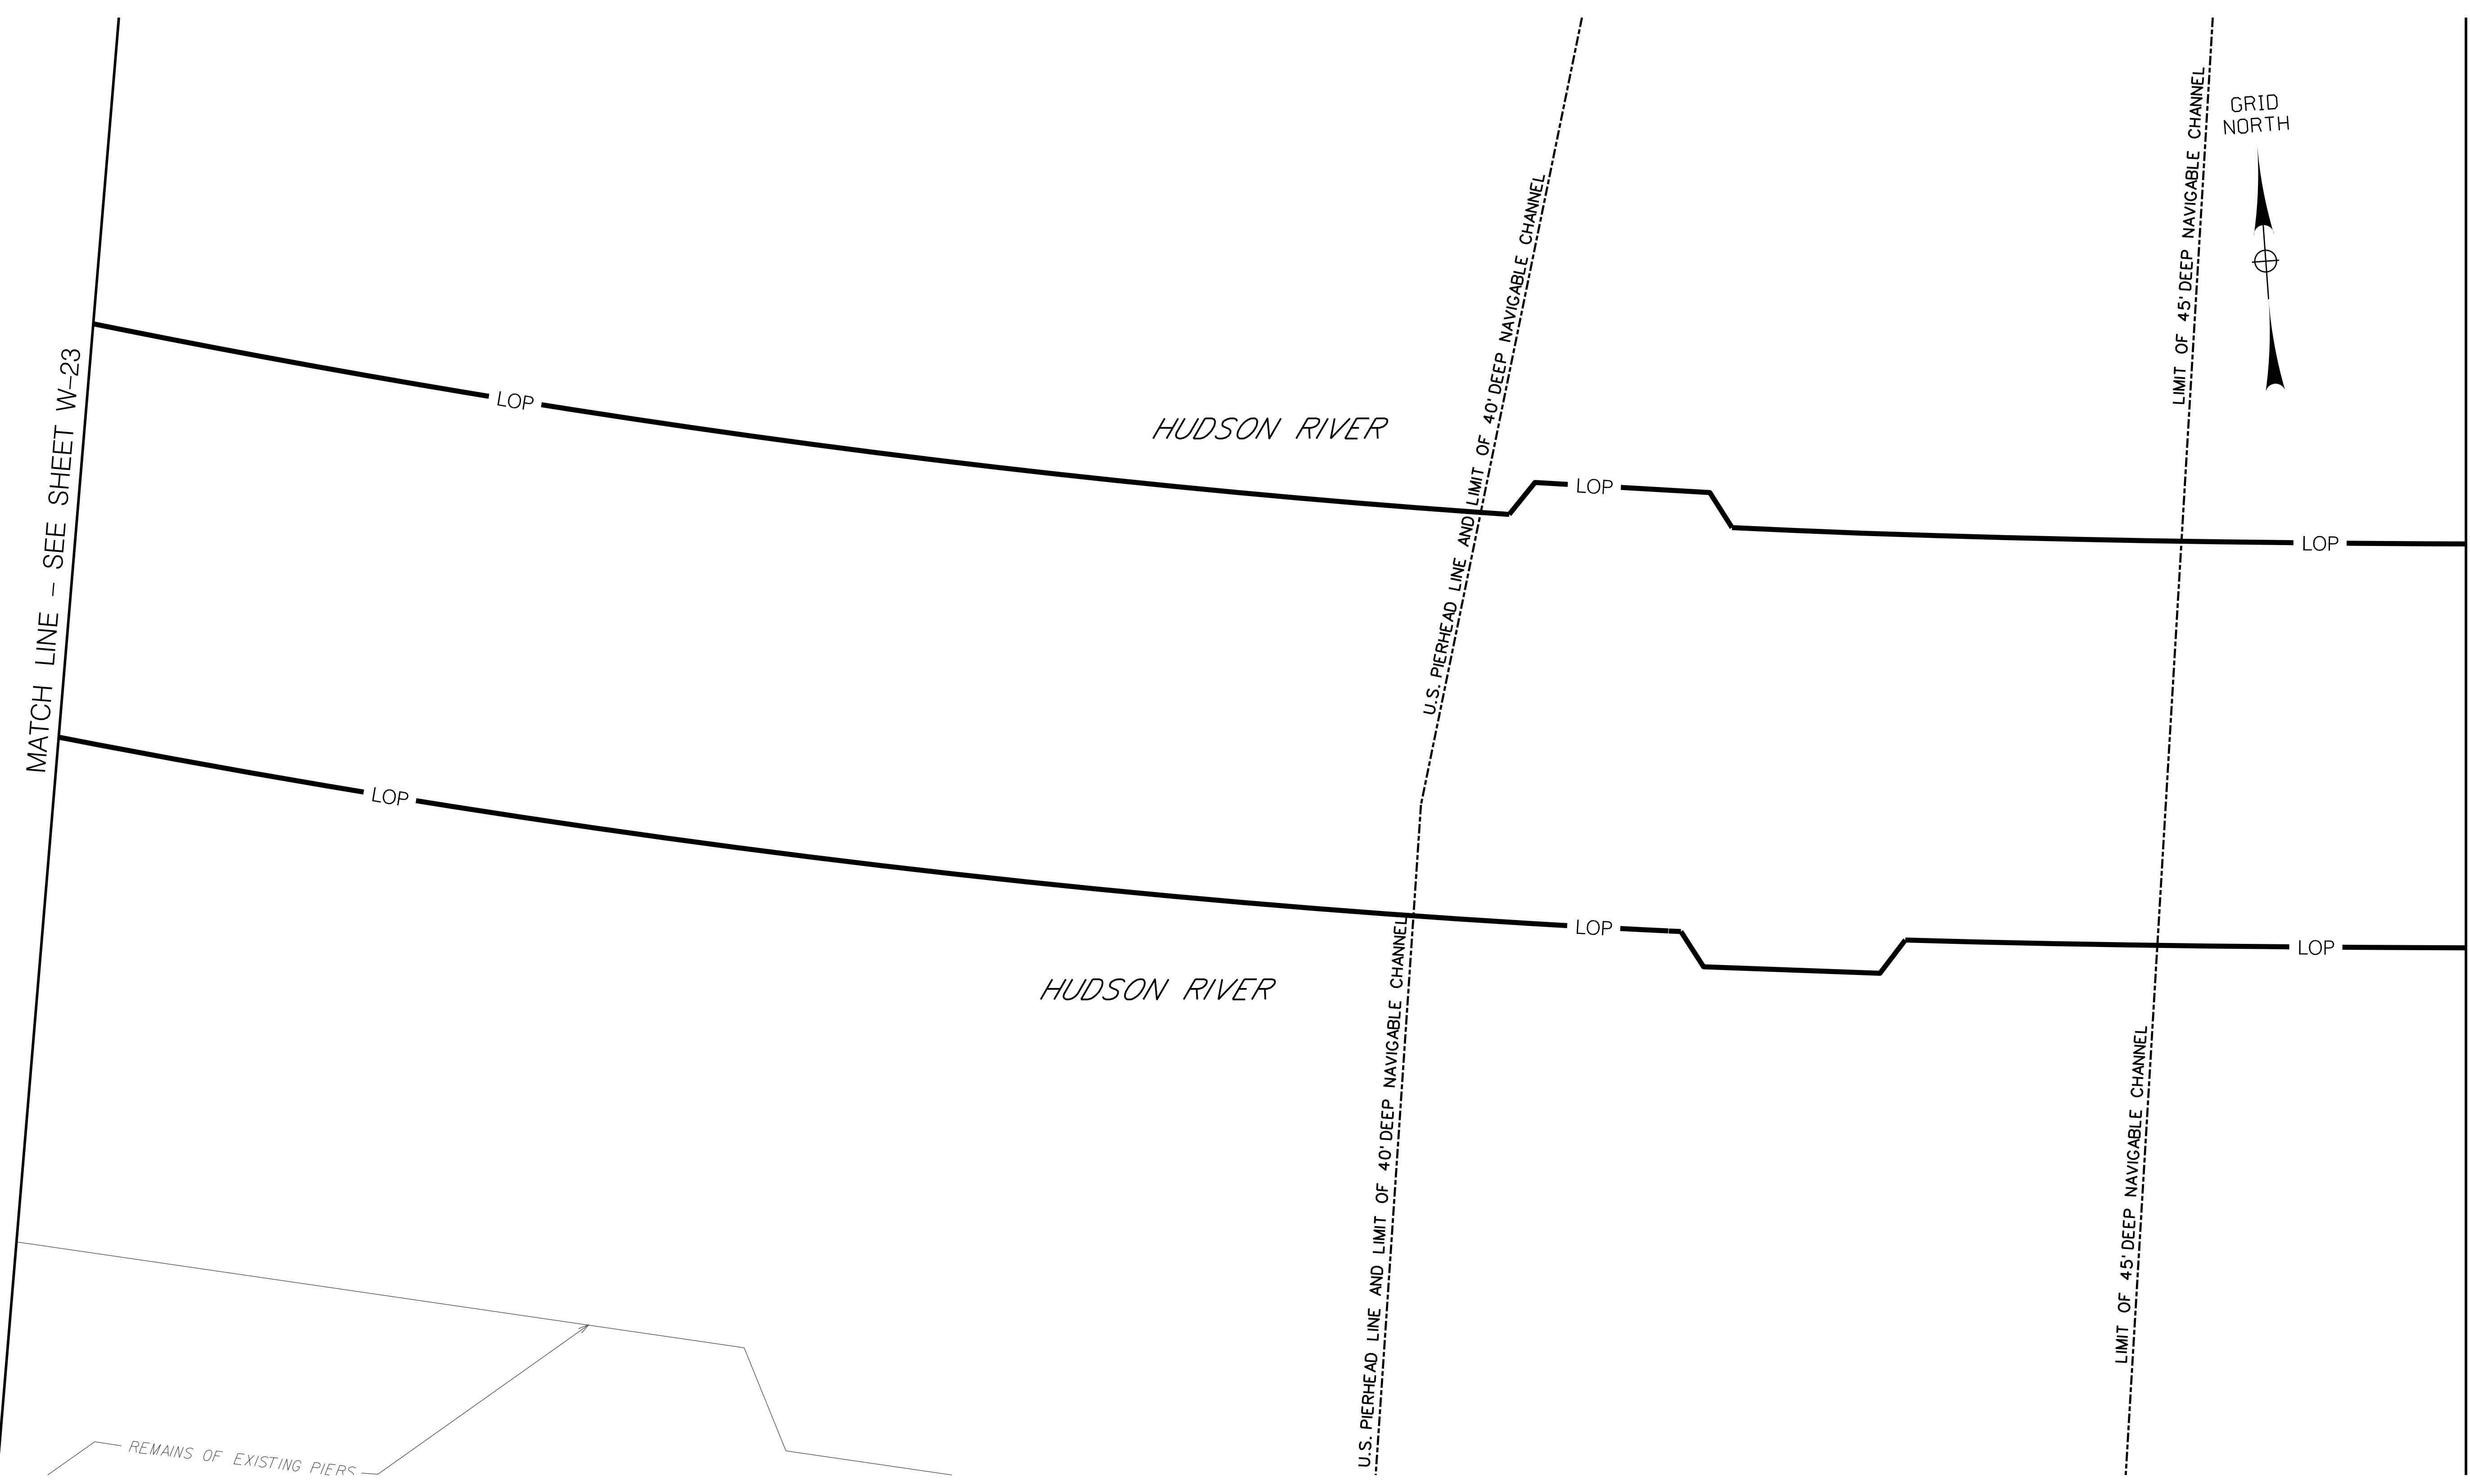 GRID
NORTH
U.S. PIERHEAD LINE AND LIMIT OF 40' DEEP NAVIGABLE CHANNEL
LIMIT OF 45' DEEP NAVIGABLE CHANNEL
MATCH LINE – SEE SHEET W–23
LOP
HUDSON RIVER
LOP
LOP
LOP
LOP
LOP
HUDSON RIVER
U.S. PIERHEAD LINE AND LIMIT OF 40' DEEP NAVIGABLE CHANNEL
LIMIT OF 45' DEEP NAVIGABLE CHANNEL
REMAINS OF EXISTING PIERS